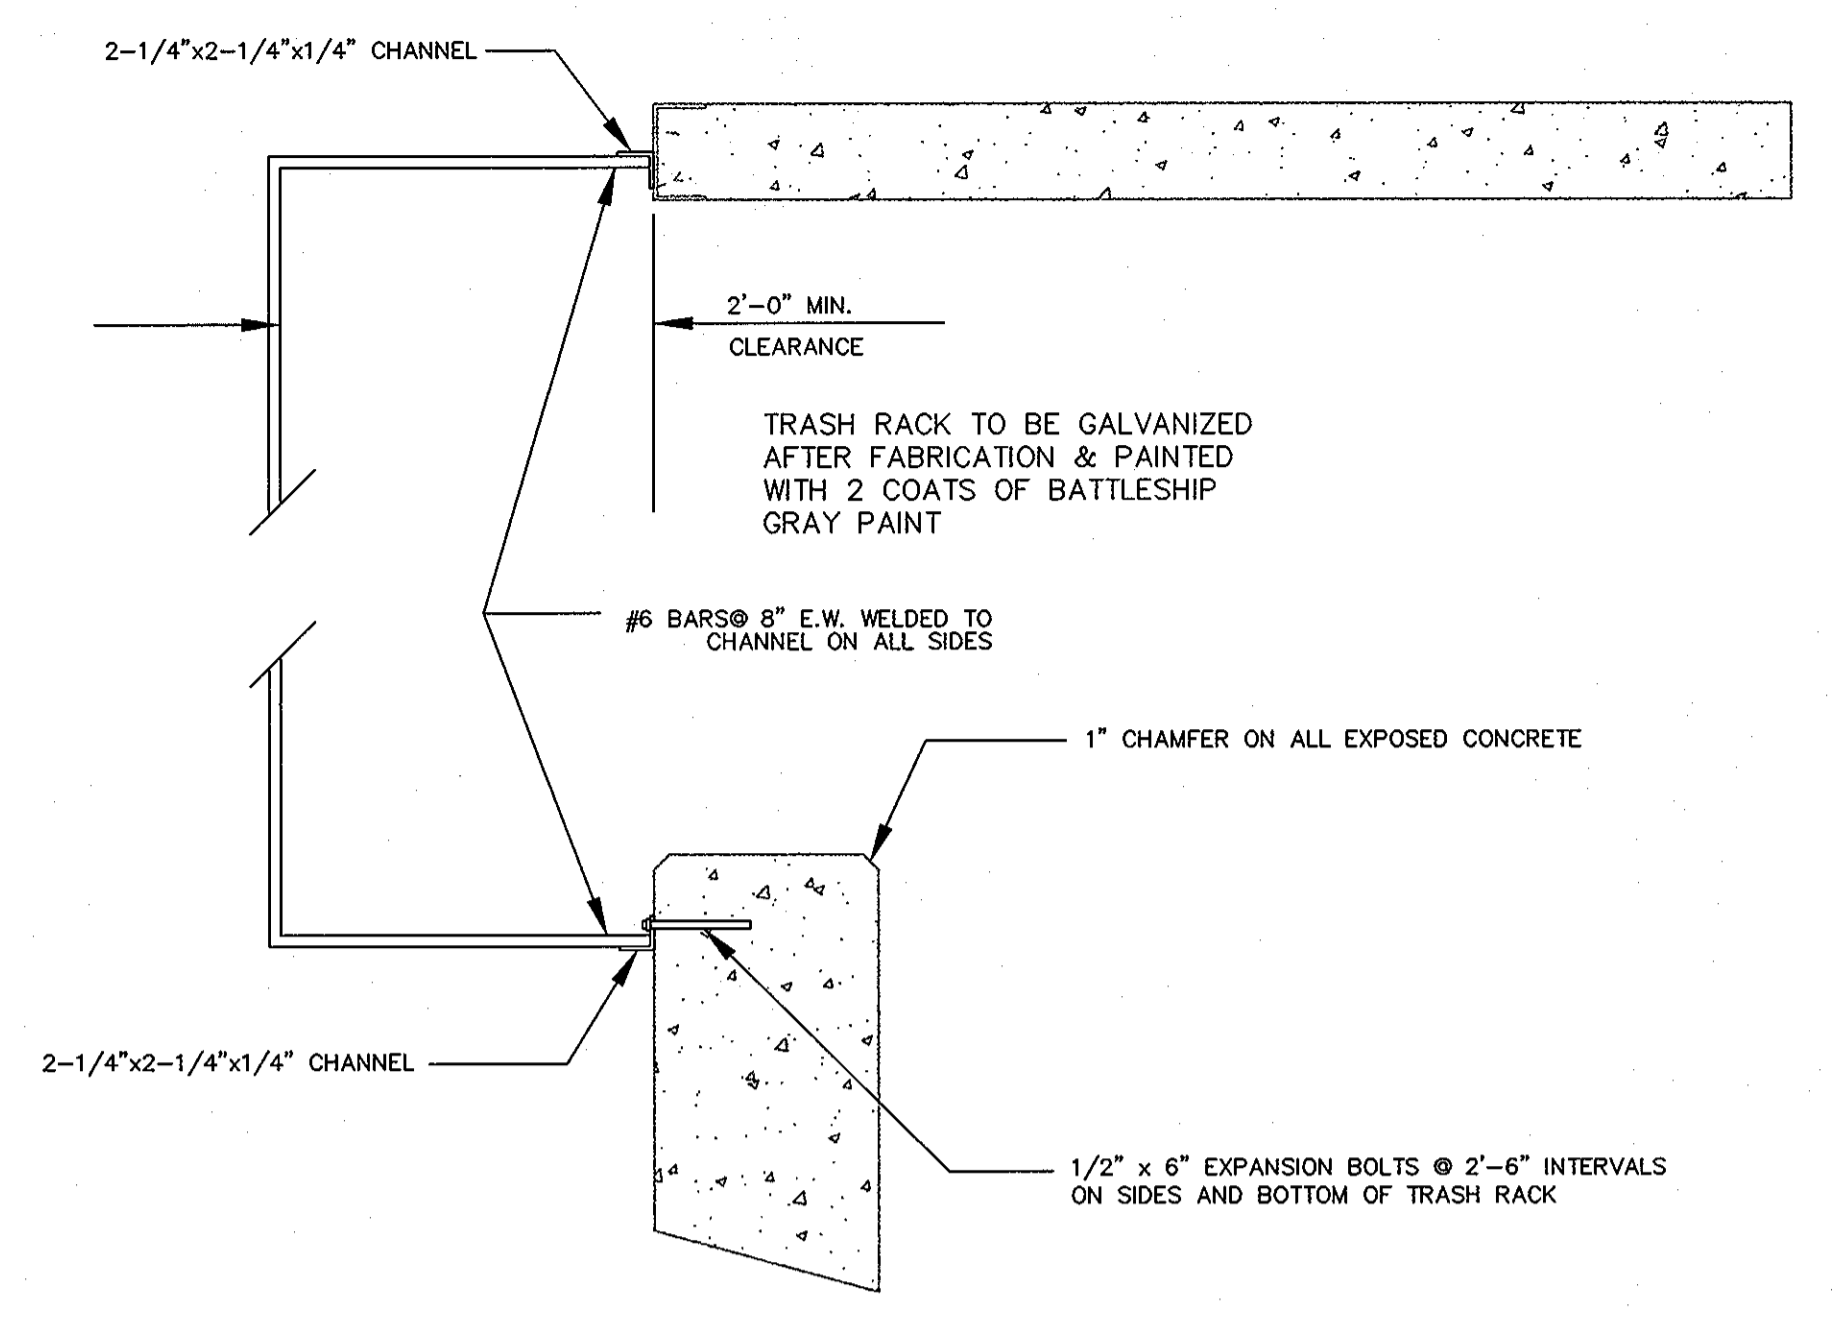 2-1/4"x2-1/4"x1/4" CHANNEL
2'-0" MIN.
CLEARANCE
TRASH RACK TO BE GALVANIZED
AFTER FABRICATION & PAINTED
WITH 2 COATS OF BATTLESHIP
GRAY PAINT
#6 BARS@ 8" E.W. WELDED TO
CHANNEL ON ALL SIDES
1" CHAMFER ON ALL EXPOSED CONCRETE
2-1/4"x2-1/4"x1/4" CHANNEL
1/2" x 6" EXPANSION BOLTS @ 2'-6" INTERVALS
ON SIDES AND BOTTOM OF TRASH RACK